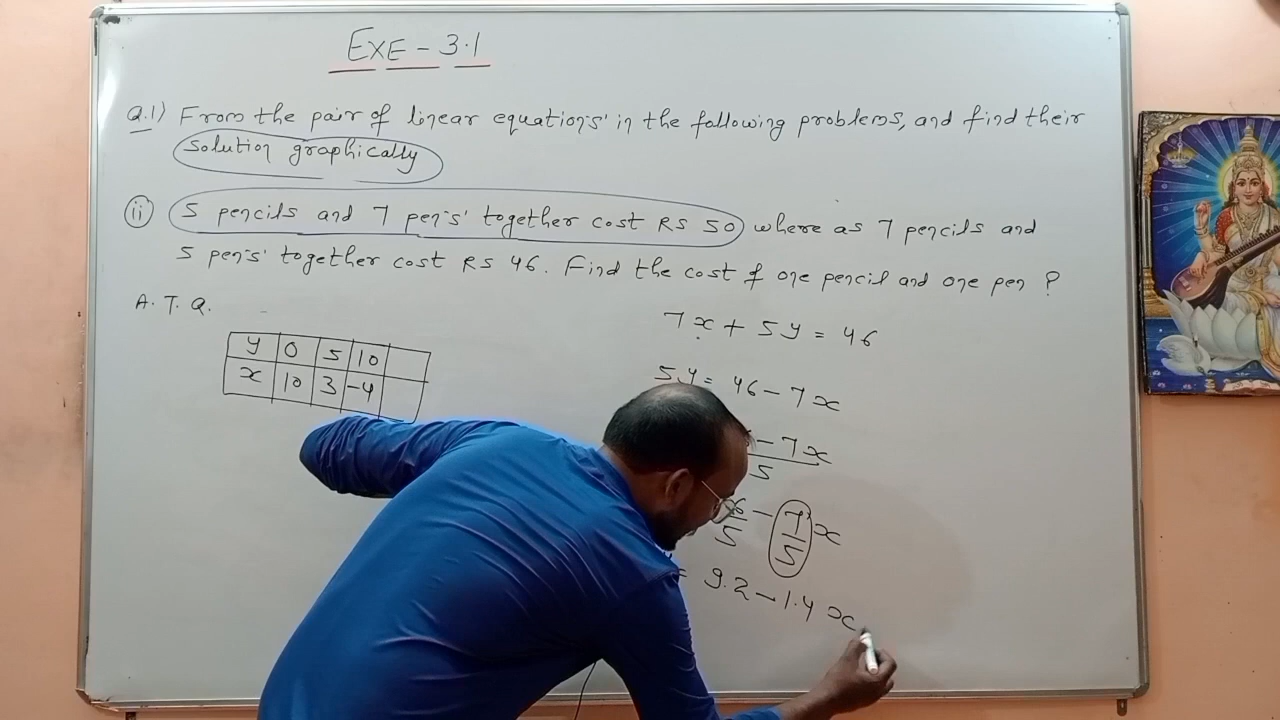 EXE - 3.1
Q.1) From the pair of linear equations' in the following problems, and find their
solution graphically
ii 5 pencils and 7 pen's' together cost RS 50 where as 7 pencils and
5 pen's' together cost RS 46. Find the cost of one pencil and one pen ?
A. T. Q.
y 0 5 10
x 10 3 -4
7x + 5y = 46
5y = 46 - 7x
- 7x
5
5 - 7/5 x
= 9.2 - 1.4x